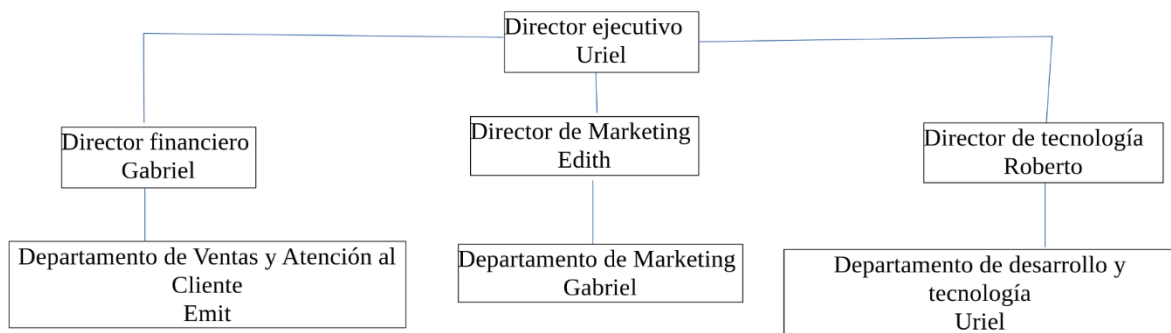 Director ejecutivo
Uriel
Director financiero
Gabriel
Director de Marketing
Edith
Director de tecnología
Roberto
Departamento de Ventas y Atención al
Cliente
Emit
Departamento de Marketing
Gabriel
Departamento de desarrollo y
tecnología
Uriel